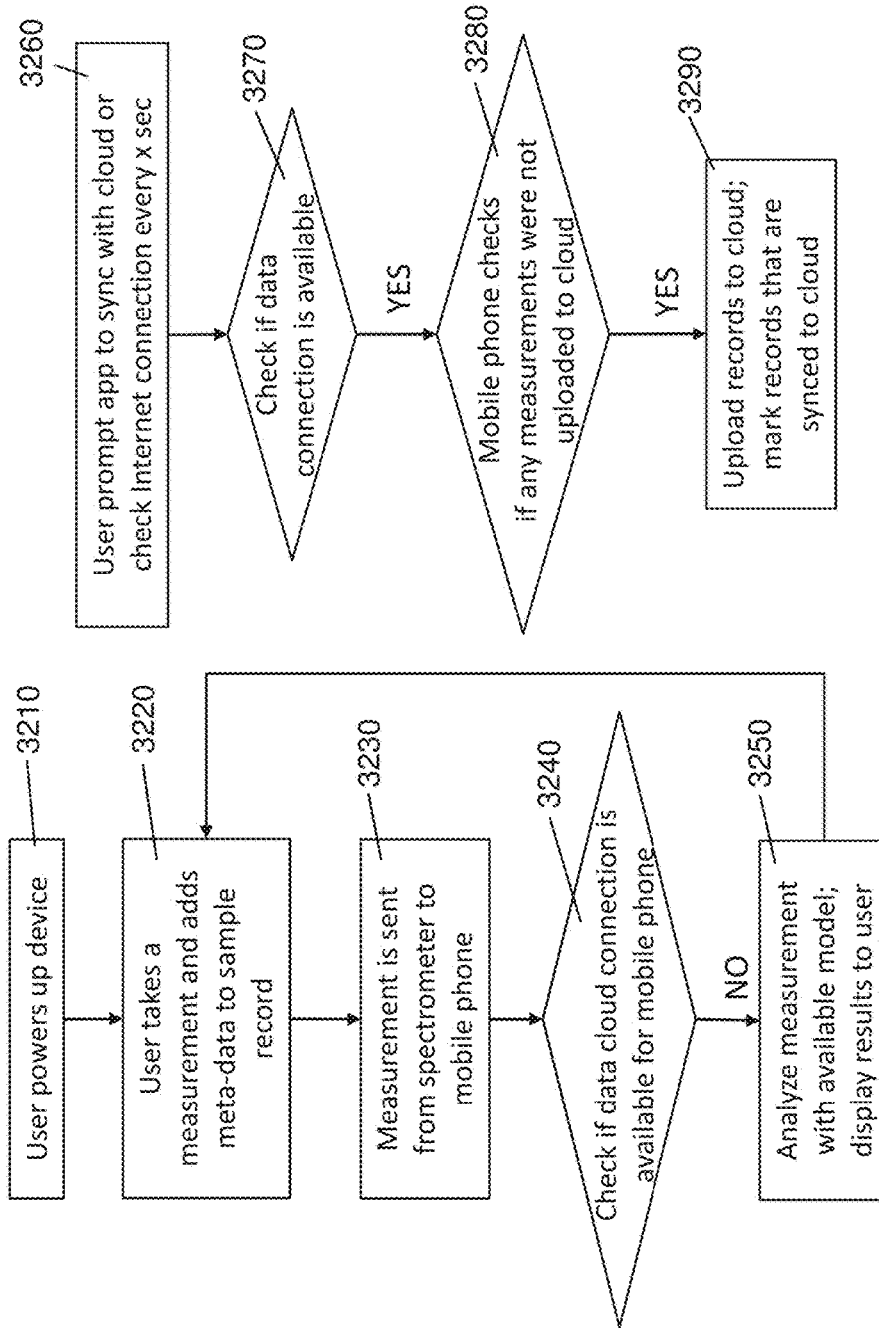 3210
User powers up device
3220
User takes a
measurement and adds
meta-data to sample
record
3230
Measurement is sent
from spectrometer to
mobile phone
3240
Check if data cloud connection is
available for mobile phone
NO
3250
Analyze measurement
with available model;
display results to user
3260
User prompt app to sync with cloud or
check Internet connection every x sec
3270
Check if data
connection is available
YES
3280
Mobile phone checks
if any measurements were not
uploaded to cloud
YES
3290
Upload records to cloud;
mark records that are
synced to cloud